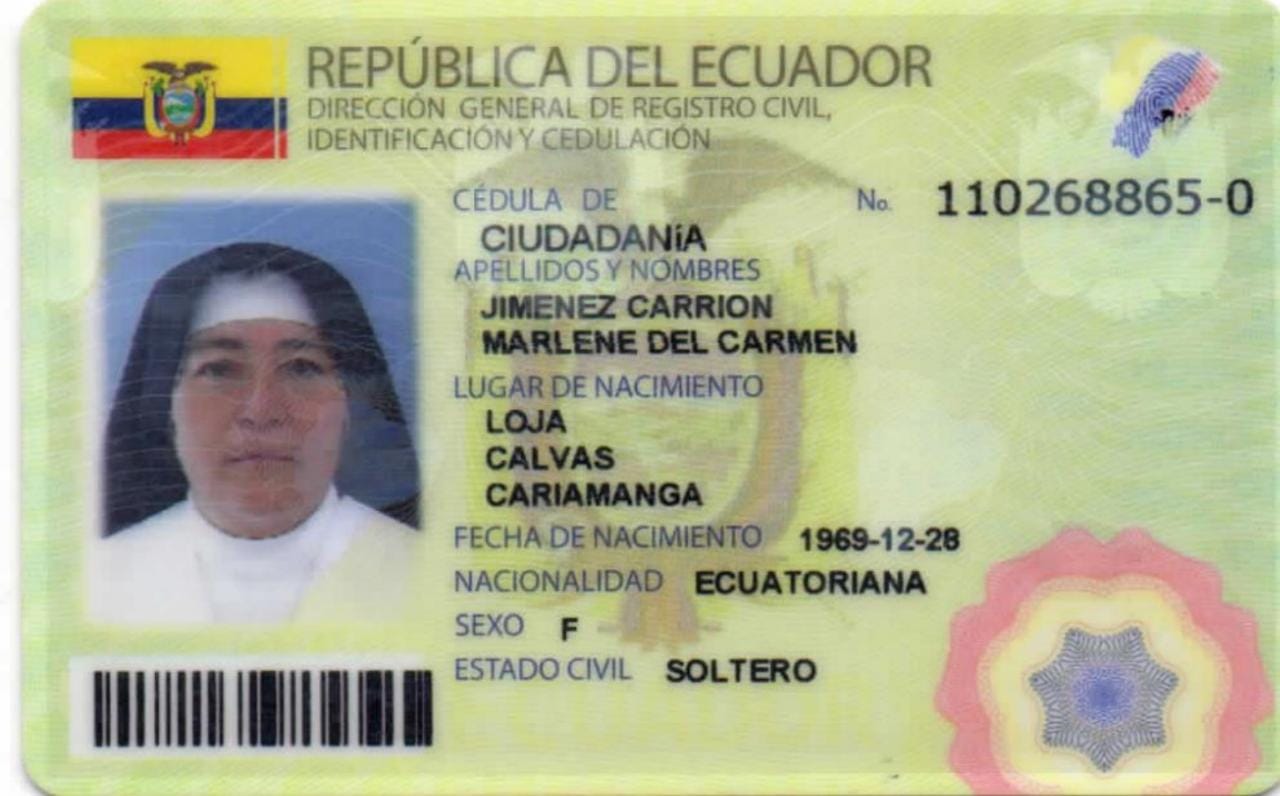 REPÚBLICA DEL ECUADOR
DIRECCIÓN GENERAL DE REGISTRO CIVIL,
IDENTIFICACIÓN Y CEDULACIÓN
CÉDULA DE No. 110268865-0
CIUDADANíA
APELLIDOS Y NOMBRES
JIMENEZ CARRION
MARLENE DEL CARMEN
LUGAR DE NACIMIENTO
LOJA
CALVAS
CARIAMANGA
FECHA DE NACIMIENTO 1969-12-28
NACIONALIDAD ECUATORIANA
SEXO F
ESTADO CIVIL SOLTERO